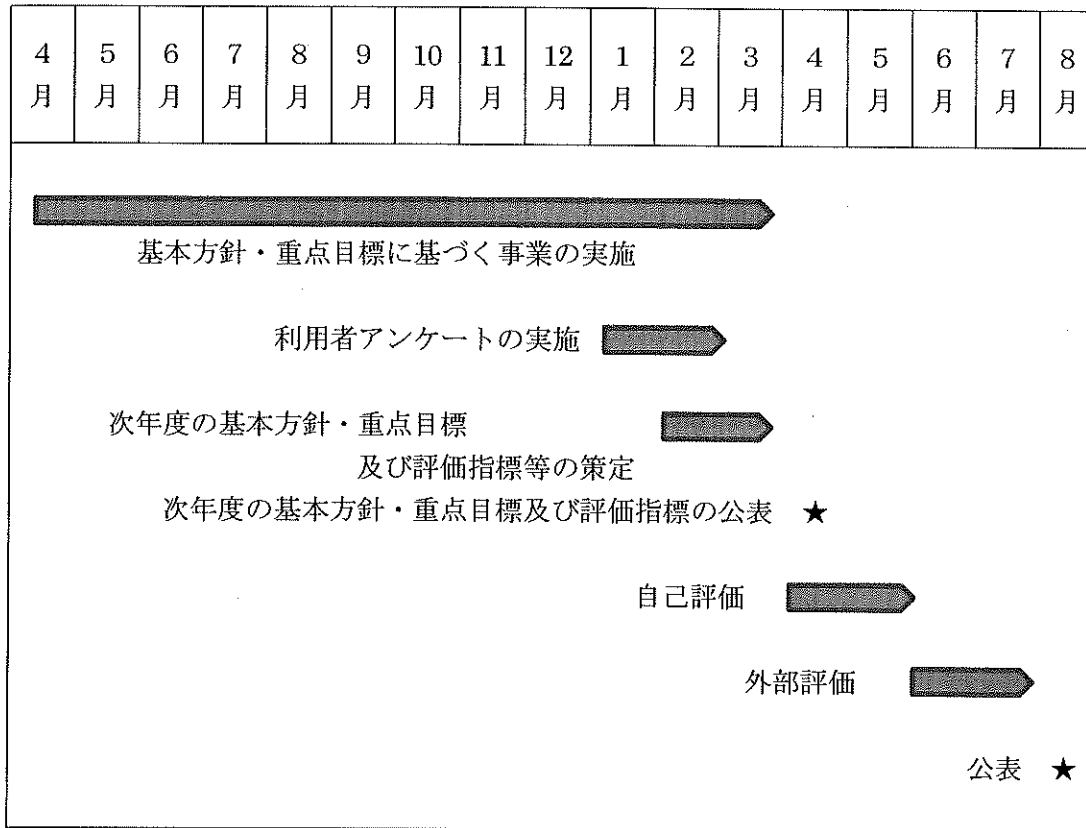 4月 5月 6月 7月 8月 9月 10月 11月 12月 1月 2月 3月 4月 5月 6月 7月 8月
基本方針・重点目標に基づく事業の実施
利用者アンケートの実施
次年度の基本方針・重点目標
及び評価指標等の策定
次年度の基本方針・重点目標及び評価指標の公表 ★
自己評価
外部評価
公表 ★